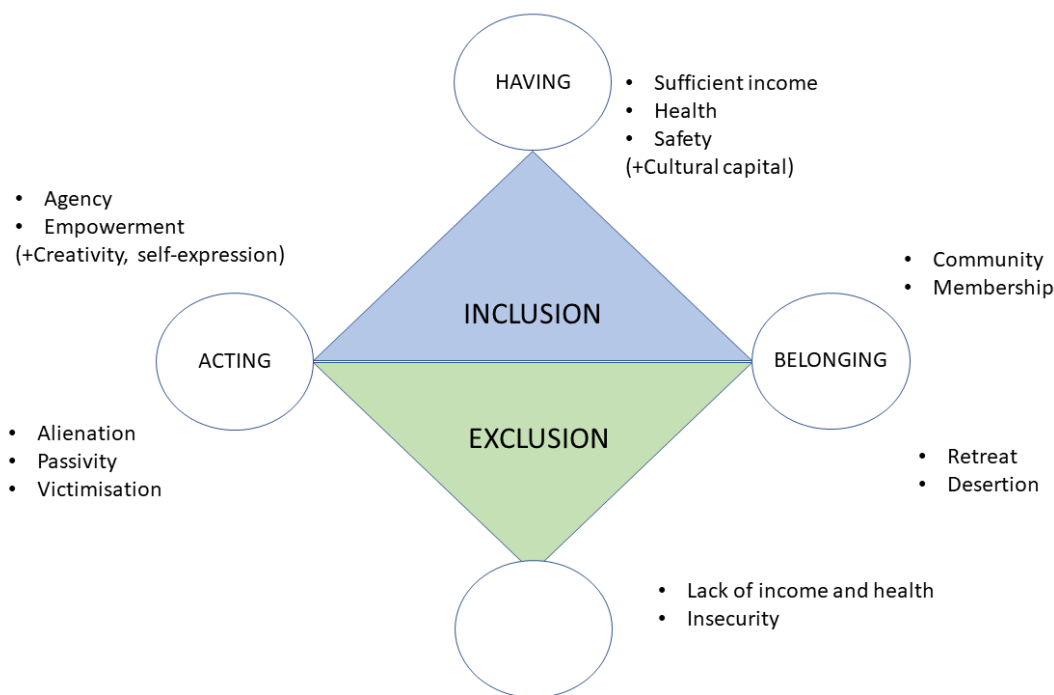 HAVING
• Sufficient income
• Health
• Safety
(+Cultural capital)
• Agency
• Empowerment
(+Creativity, self-expression)
• Community
• Membership
INCLUSION
ACTING
BELONGING
EXCLUSION
• Alienation
• Passivity
• Victimisation
• Retreat
• Desertion
• Lack of income and health
• Insecurity